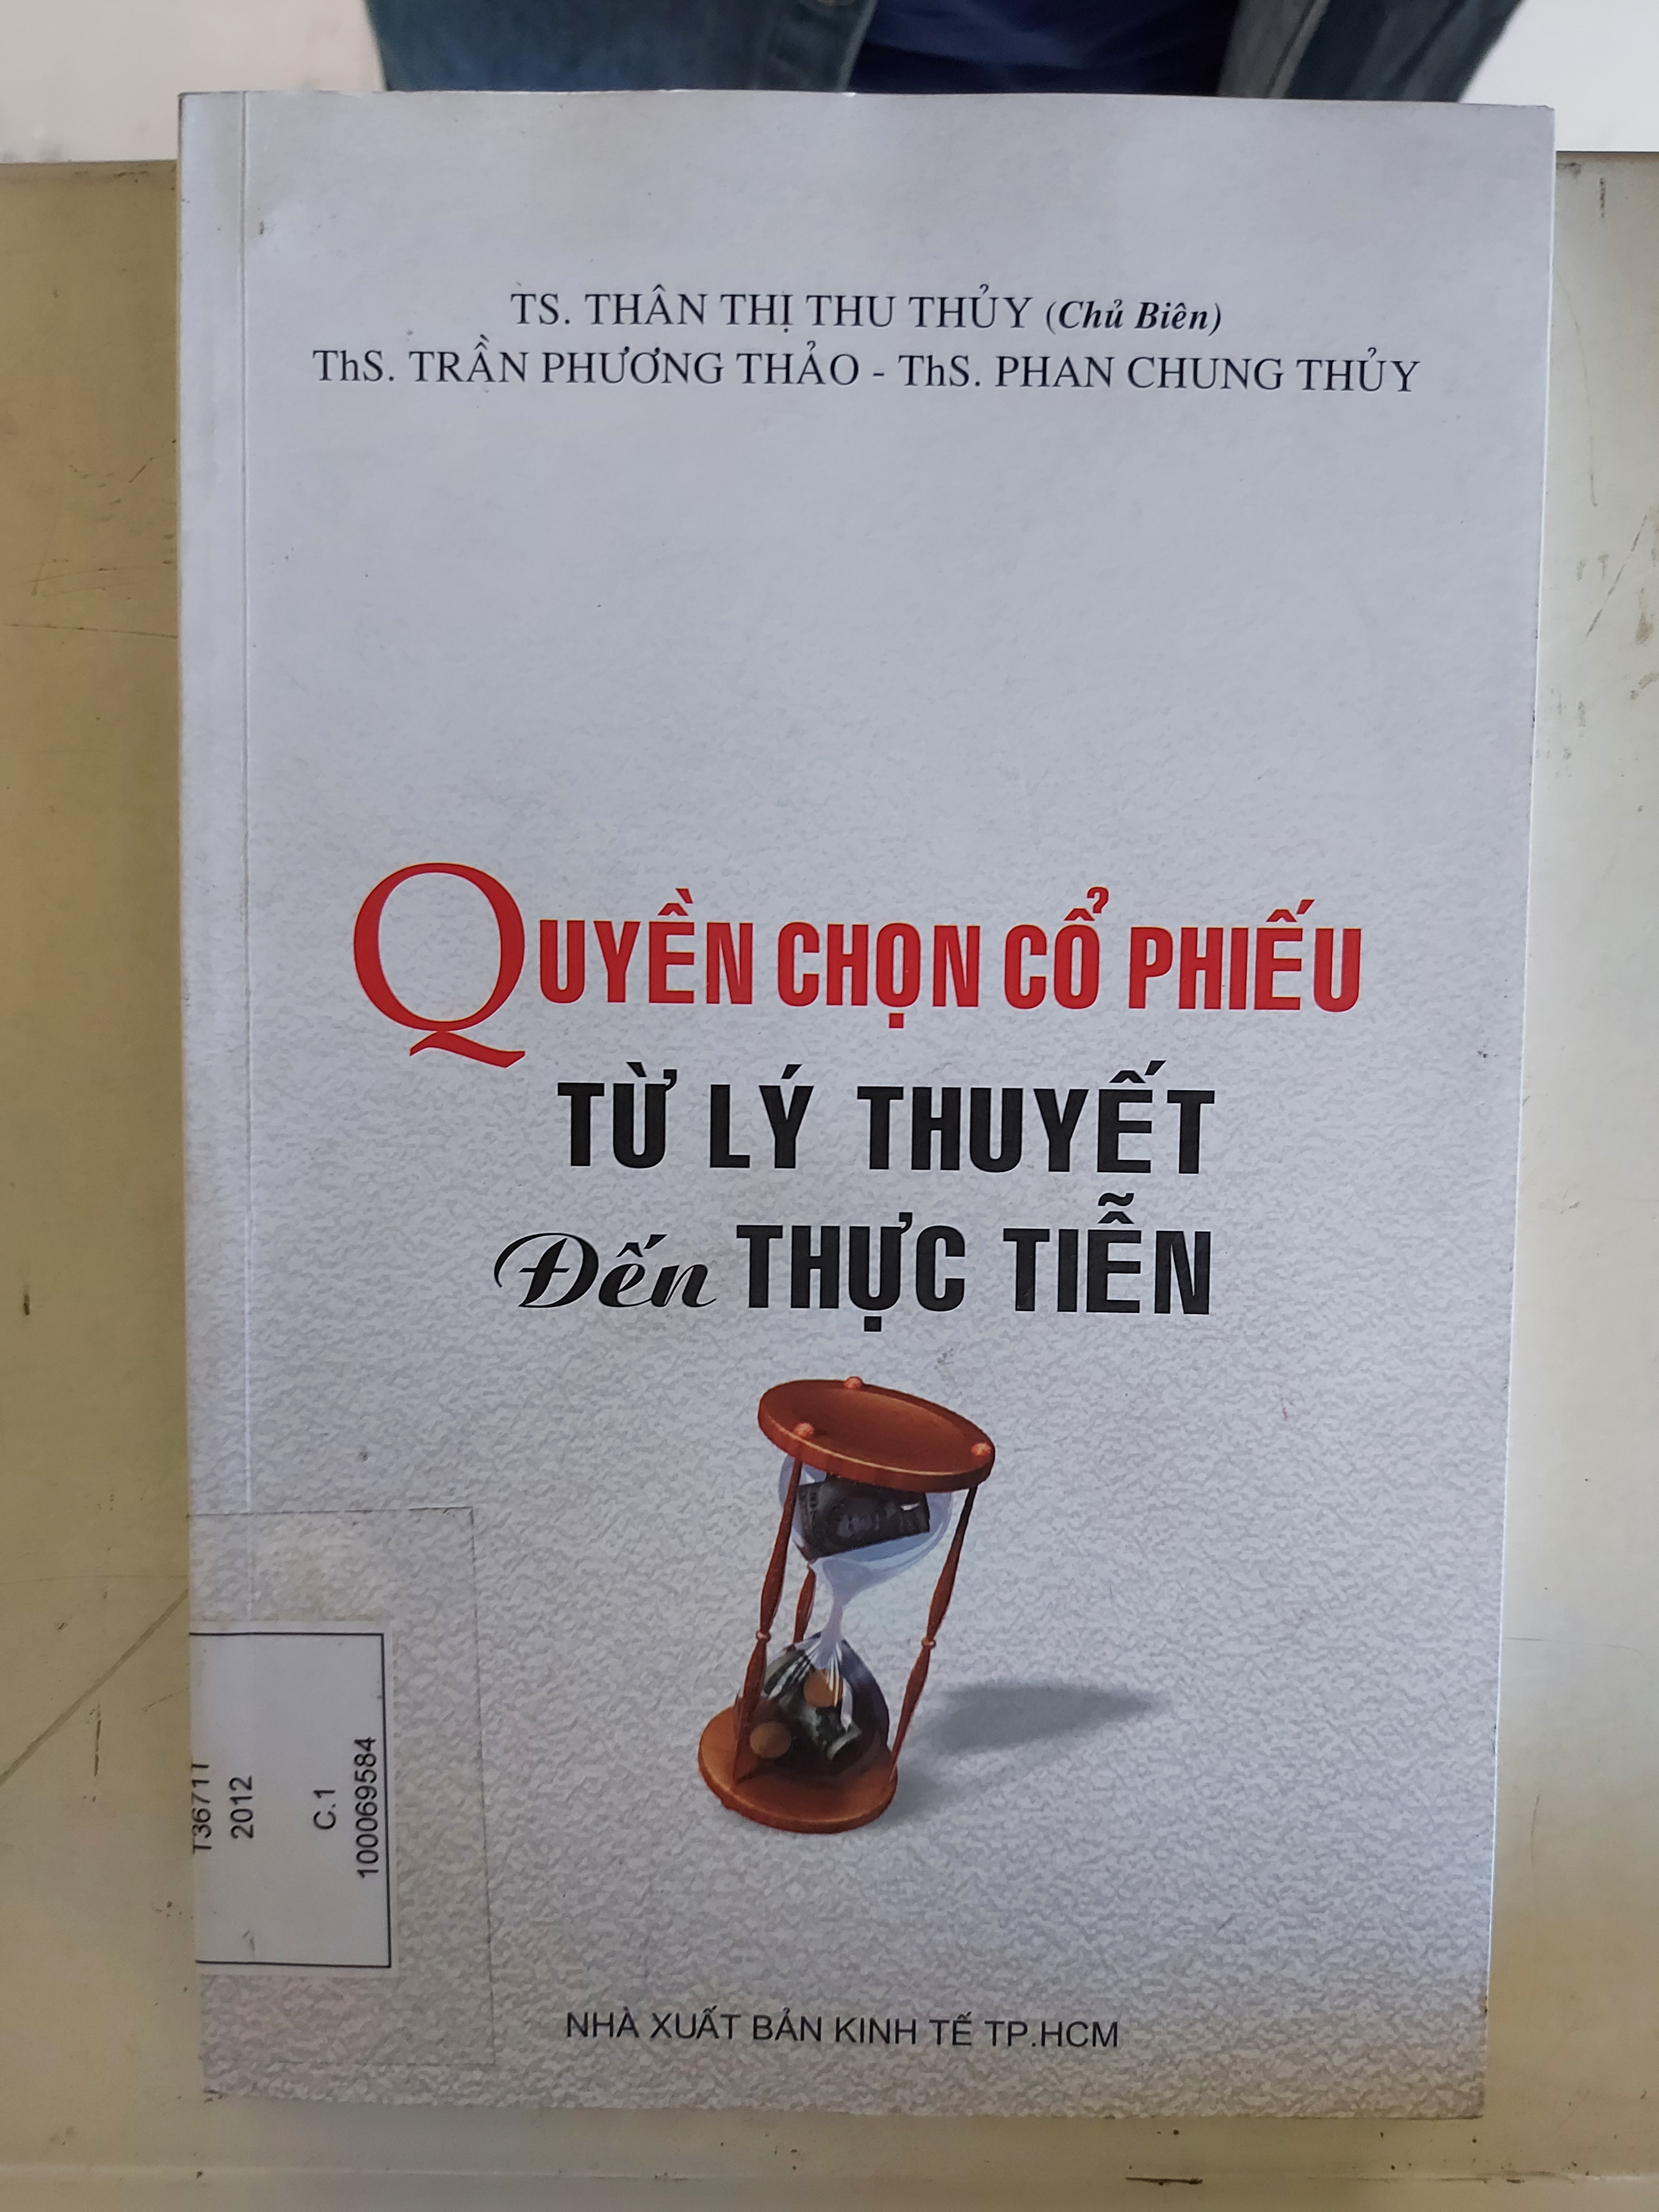 TS. THÂN THỊ THU THỦY (Chủ Biên)
ThS. TRẦN PHƯƠNG THẢO - ThS. PHAN CHUNG THỦY
QUYỀN CHỌN CỔ PHIẾU
TỪ LÝ THUYẾT
Đến THỰC TIỄN
2012
C.1
100069584
NHÀ XUẤT BẢN KINH TẾ TP.HCM